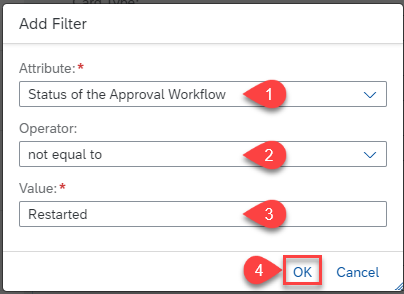 Add Filter
Attribute:*
Status of the Approval Workflow 1
Operator:
not equal to 2
Value:*
Restarted 3
4 OK Cancel